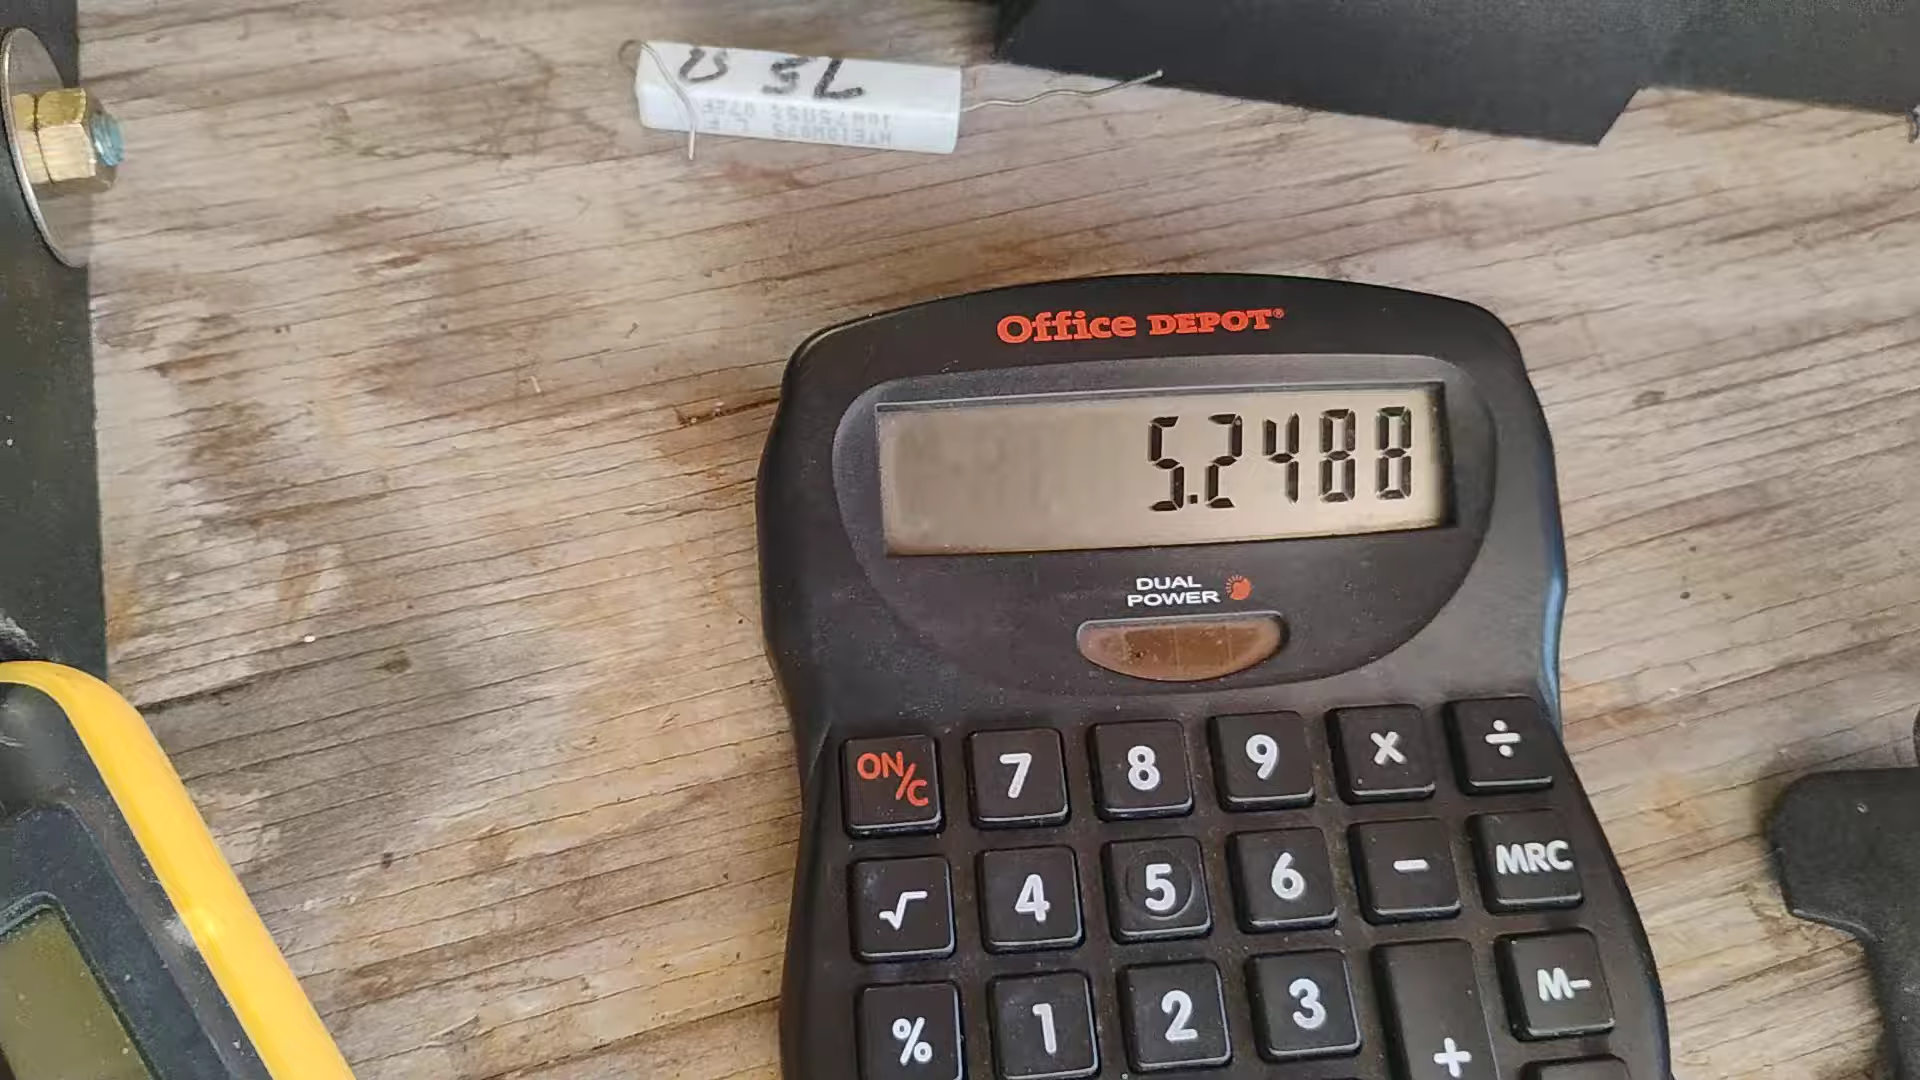 75 Ω
Office DEPOT®
5.2488
DUAL
POWER
ON/C 7 8 9 X ÷
√ 4 5 6 − MRC
% 1 2 3 + M−